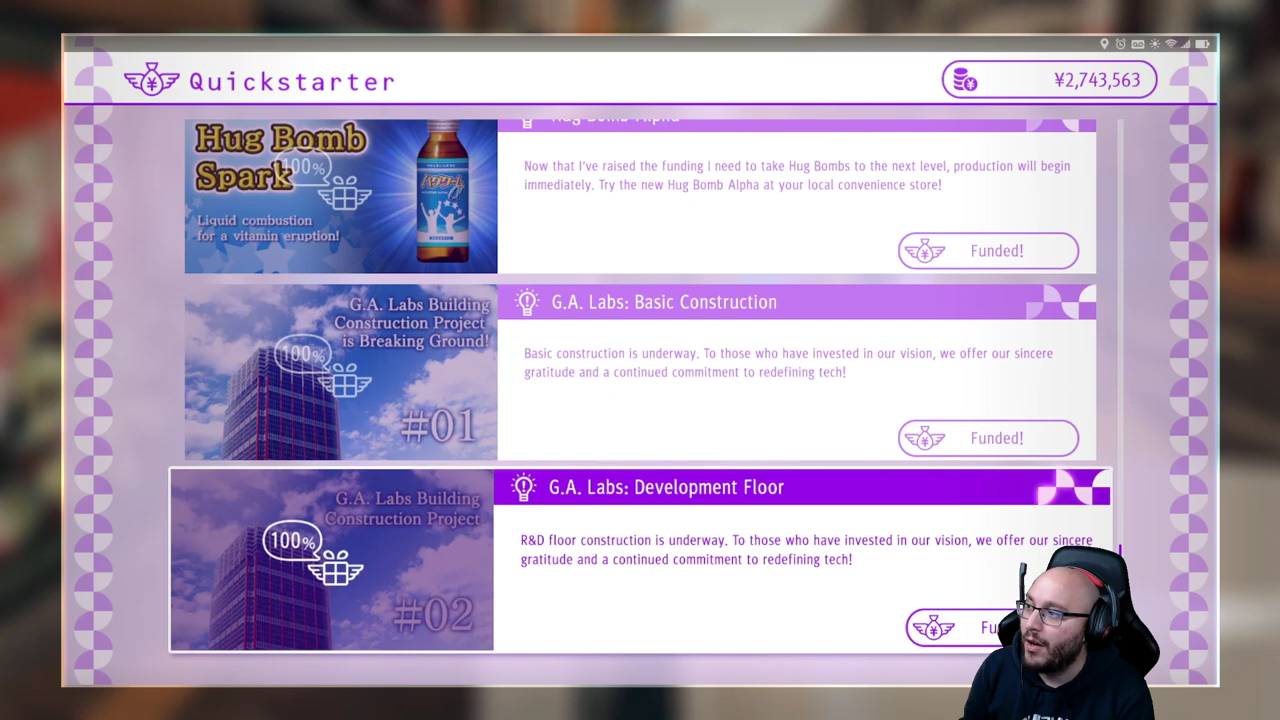 Quickstarter
¥2,743,563
Hug Bomb
Spark
100%
Liquid combustion
for a vitamin eruption!
Hug Bomb Alpha
Now that I've raised the funding I need to take Hug Bombs to the next level, production will begin
immediately. Try the new Hug Bomb Alpha at your local convenience store!
Funded!
G.A. Labs Building
Construction Project
is Breaking Ground!
100%
#01
G.A. Labs: Basic Construction
Basic construction is underway. To those who have invested in our vision, we offer our sincere
gratitude and a continued commitment to redefining tech!
Funded!
G.A. Labs Building
Construction Project
100%
#02
G.A. Labs: Development Floor
R&D floor construction is underway. To those who have invested in our vision, we offer our sincere
gratitude and a continued commitment to redefining tech!